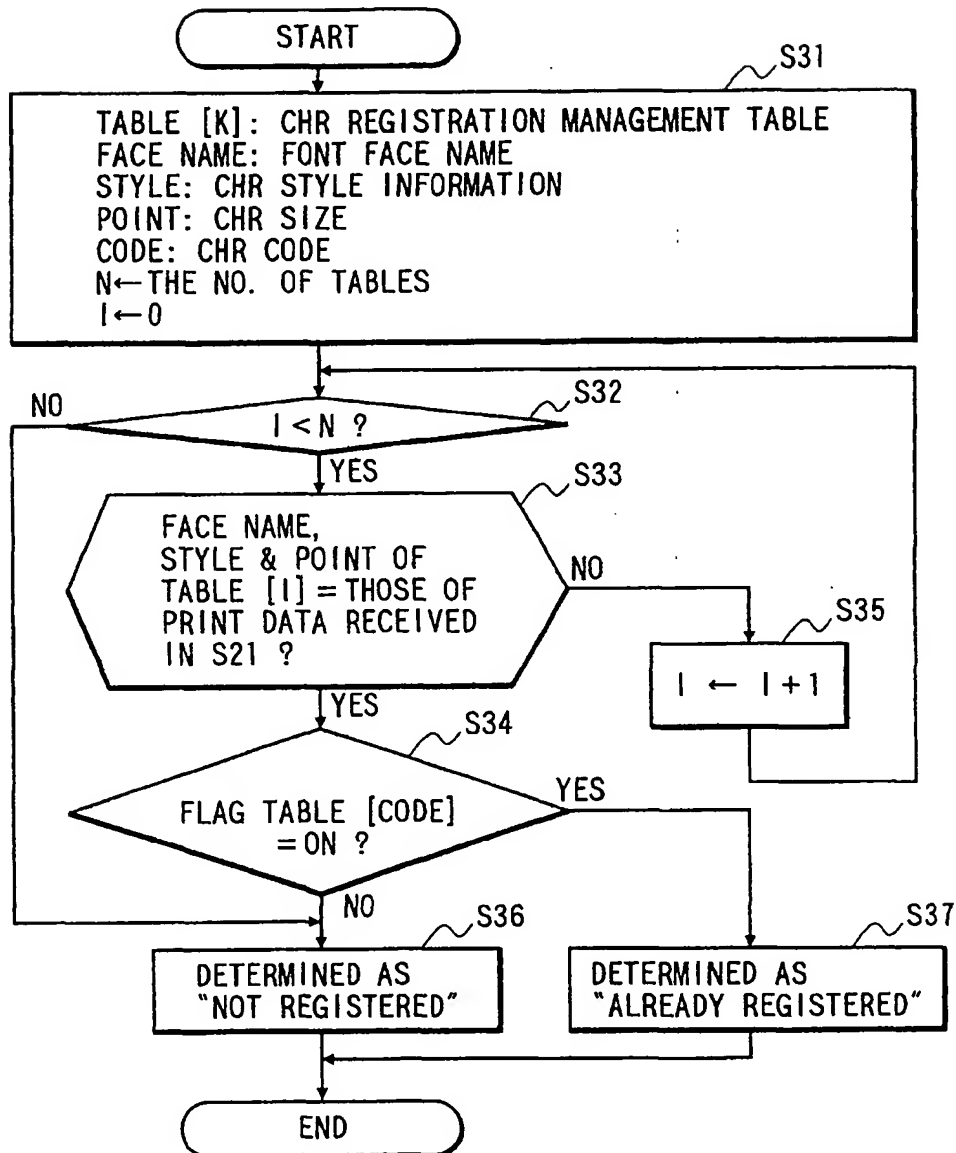 START
S31
TABLE [K]: CHR REGISTRATION MANAGEMENT TABLE
FACE NAME: FONT FACE NAME
STYLE: CHR STYLE INFORMATION
POINT: CHR SIZE
CODE: CHR CODE
N←THE NO. OF TABLES
I←0
S32
NO
I<N ?
YES
S33
FACE NAME,
STYLE & POINT OF
TABLE [I]=THOSE OF
PRINT DATA RECEIVED
IN S21 ?
NO
S35
I ← I+1
YES
S34
FLAG TABLE [CODE]
=ON ?
YES
NO
S36
DETERMINED AS
"NOT REGISTERED"
S37
DETERMINED AS
"ALREADY REGISTERED"
END